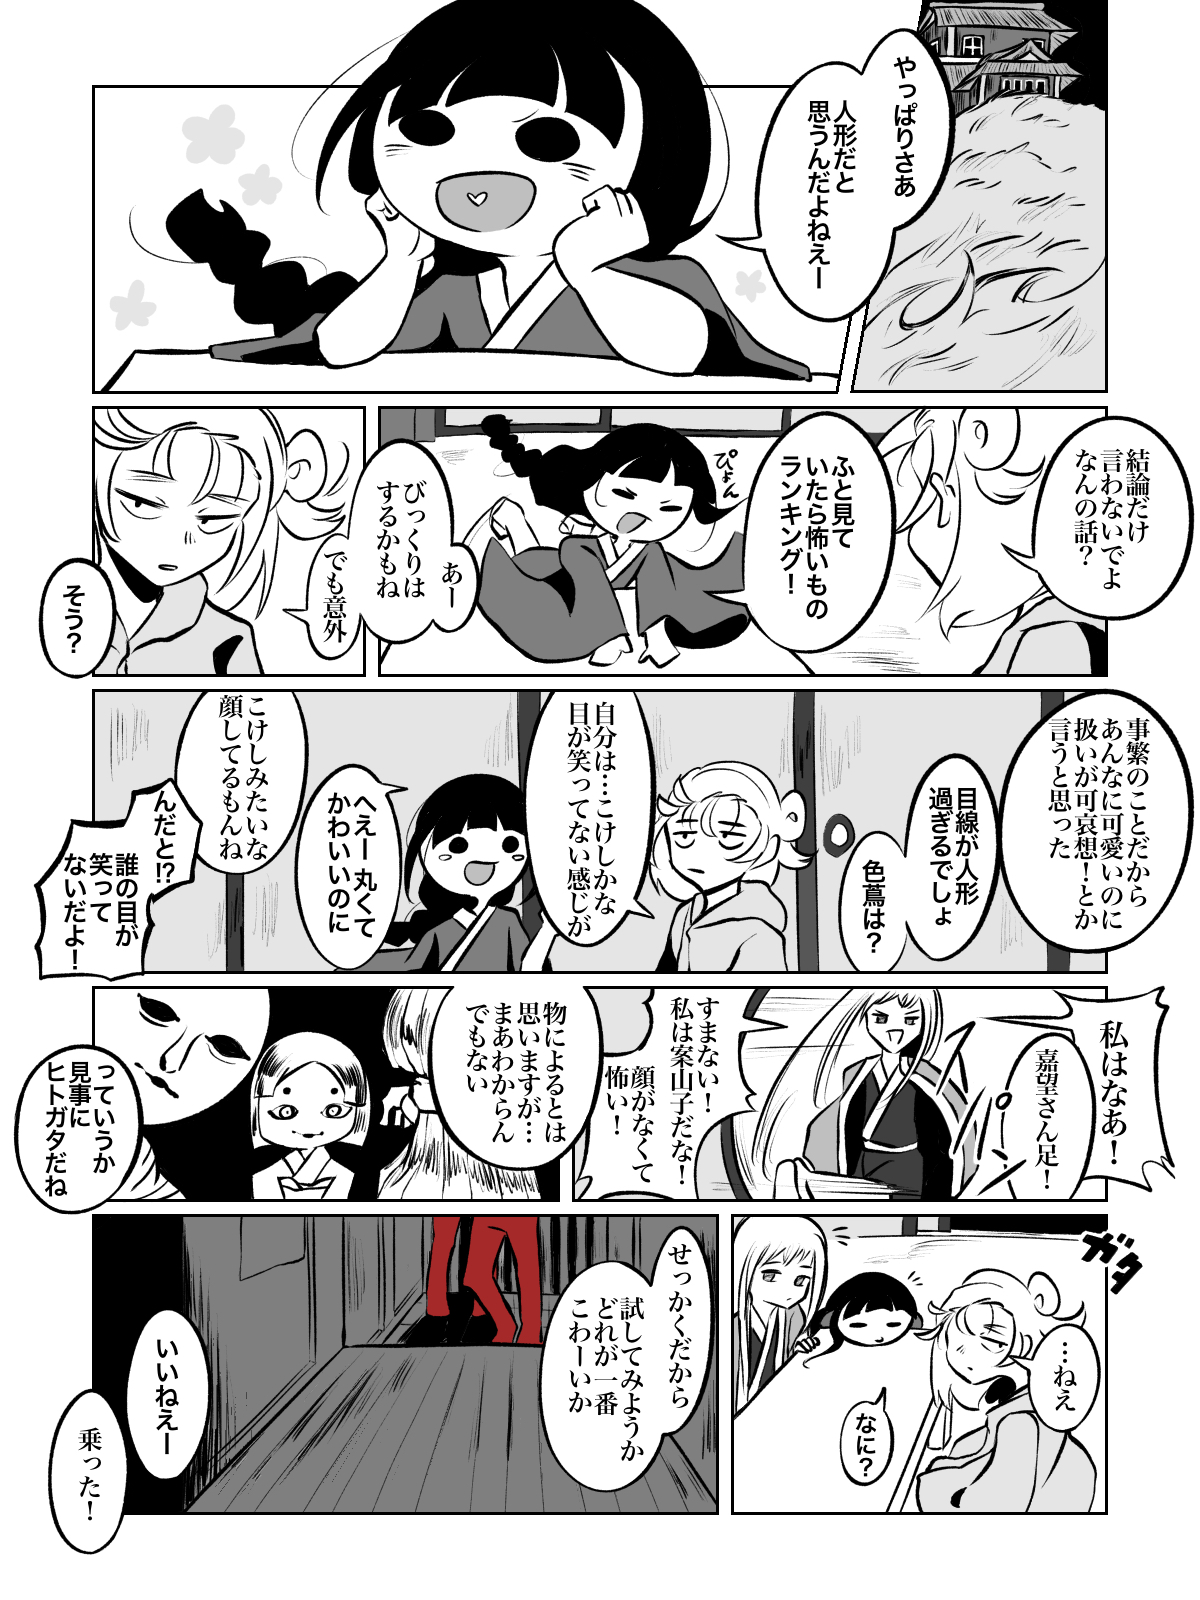 やっぱりさあ
人形だと
思うんだよねえー
結論だけ
言わないでよ
なんの話？
ふと見て
いたら怖いもの
ランキング！
ぴょん
あー
びっくりは
するかもね
でも意外
そう？
事繁のことだから
あんなに可愛いのに
扱いが可哀想！とか
言うと思った
目線が人形
過ぎるでしょ
色蔦は？
自分は…こけしかな
目が笑ってない感じが
へえー丸くて
かわいいのに
こけしみたいな
顔してるもんね
んだと!?
誰の目が
笑って
ないだよ！
私はなあ！
嘉望さん足！
すまない！
私は案山子だな！
顔がなくて
怖い！
物によるとは
思いますが…
まあわからん
でもない
っていうか
見事に
ヒトガタだね
ガタ
…ねえ
なに？
せっかくだから
試してみようか
どれが一番
こわーいか
いいねえー
乗った！